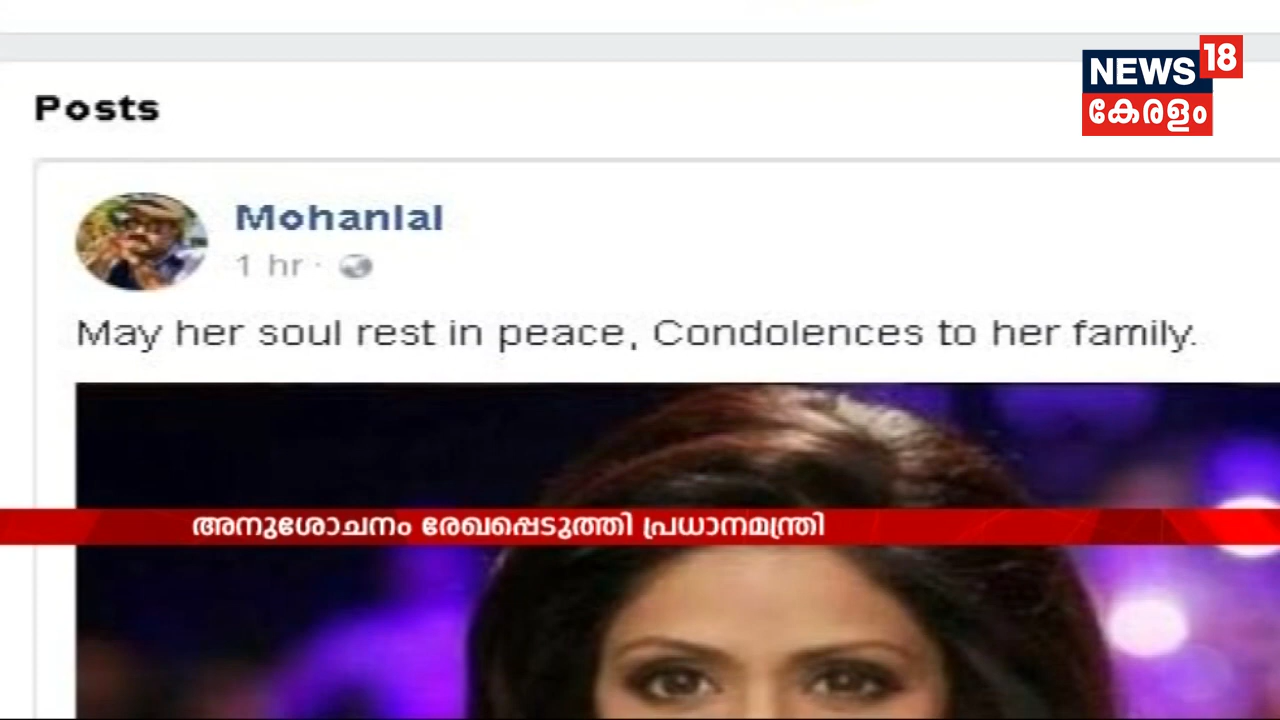 NEWS 18
കേരളം
Posts
Mohanlal
1 hr ·
May her soul rest in peace, Condolences to her family.
അനുശോചനം രേഖപ്പെടുത്തി പ്രധാനമന്ത്രി